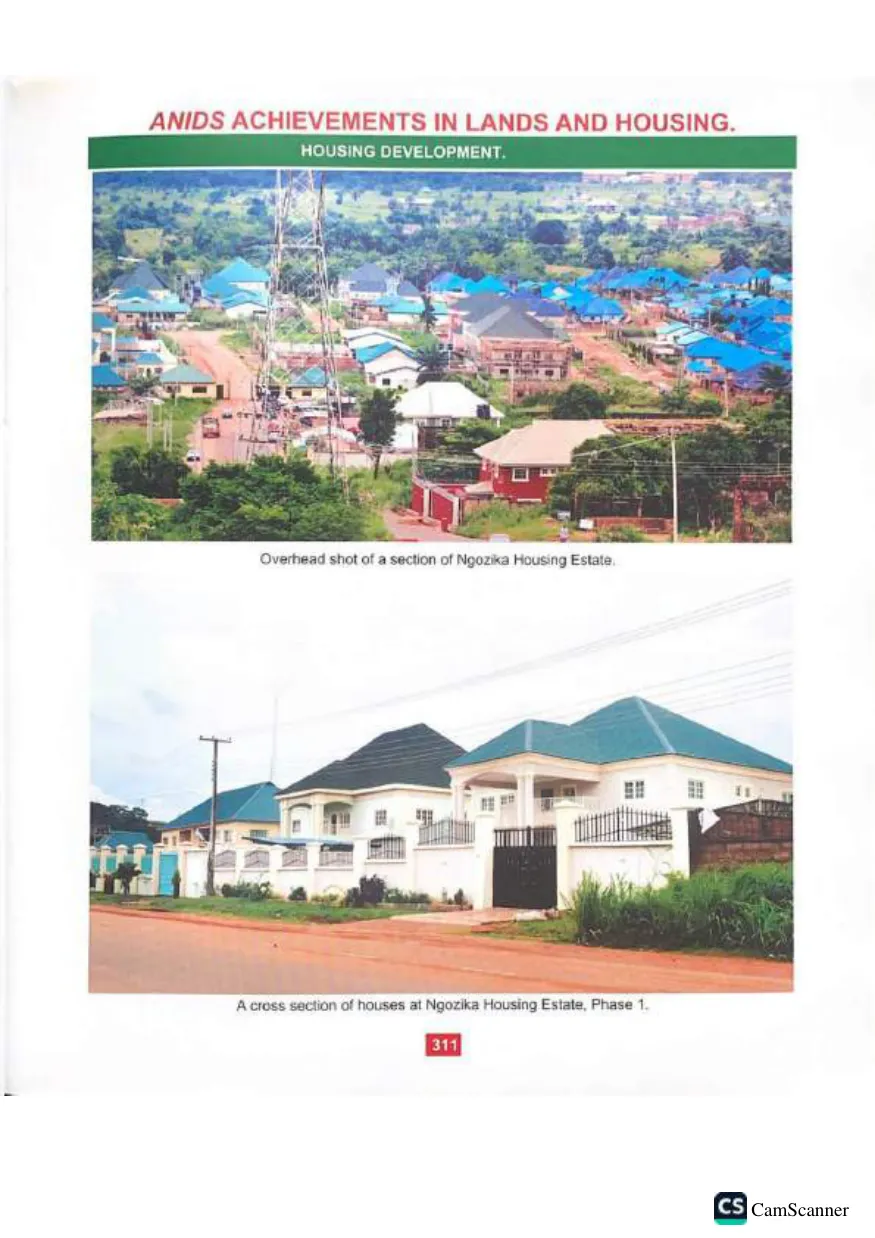 ANIDS ACHIEVEMENTS IN LANDS AND HOUSING.
HOUSING DEVELOPMENT.
Overhead shot of a section of Ngozika Housing Estate.
A cross section of houses at Ngozika Housing Estate, Phase 1.
311
CS CamScanner